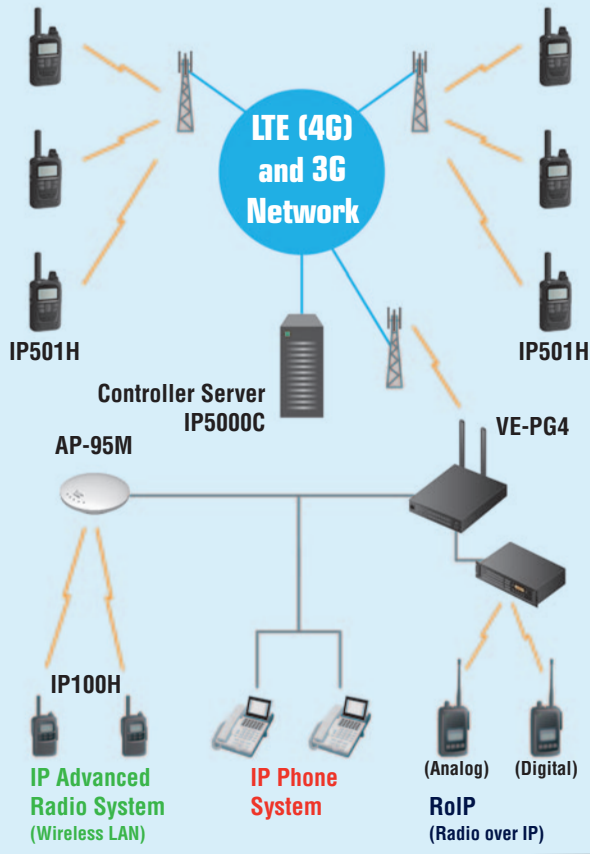 LTE (4G)
and 3G
Network
IP501H
IP501H
Controller Server
IP5000C
VE-PG4
AP-95M
IP100H
IP Advanced
Radio System
(Wireless LAN)
IP Phone
System
(Analog)
(Digital)
RoIP
(Radio over IP)